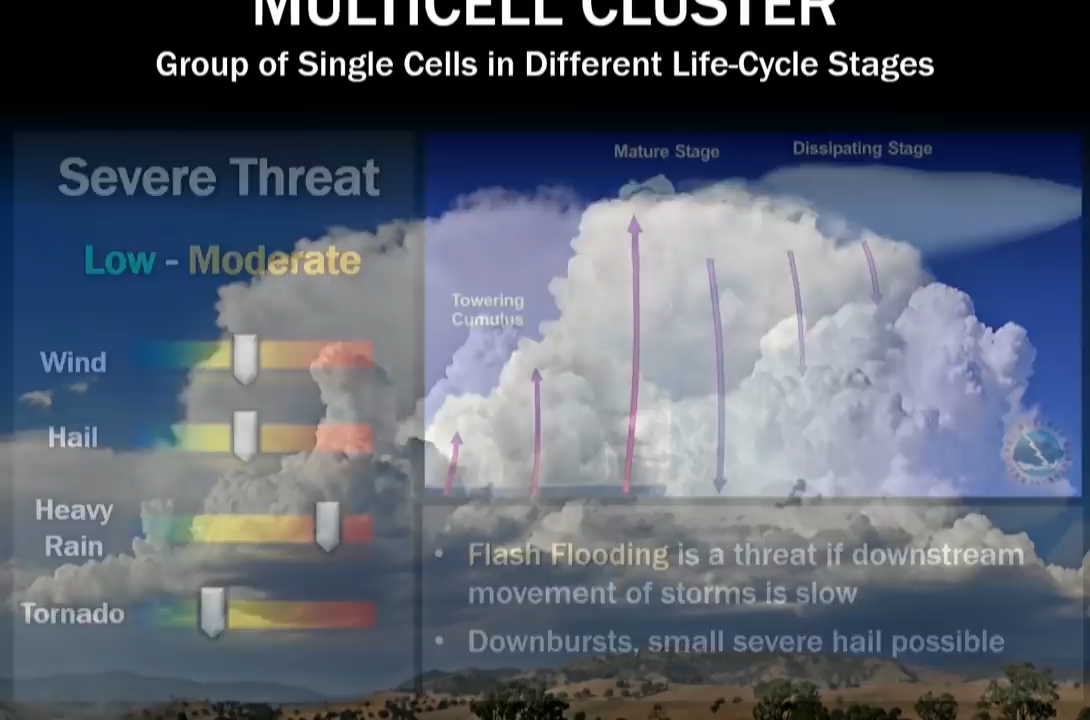 MULTICELL CLUSTER
Group of Single Cells in Different Life-Cycle Stages
Severe Threat
Low - Moderate
Wind
Hail
Heavy
Rain
Tornado
Mature Stage
Dissipating Stage
Towering
Cumulus
• Flash Flooding is a threat if downstream
movement of storms is slow
• Downbursts, small severe hail possible